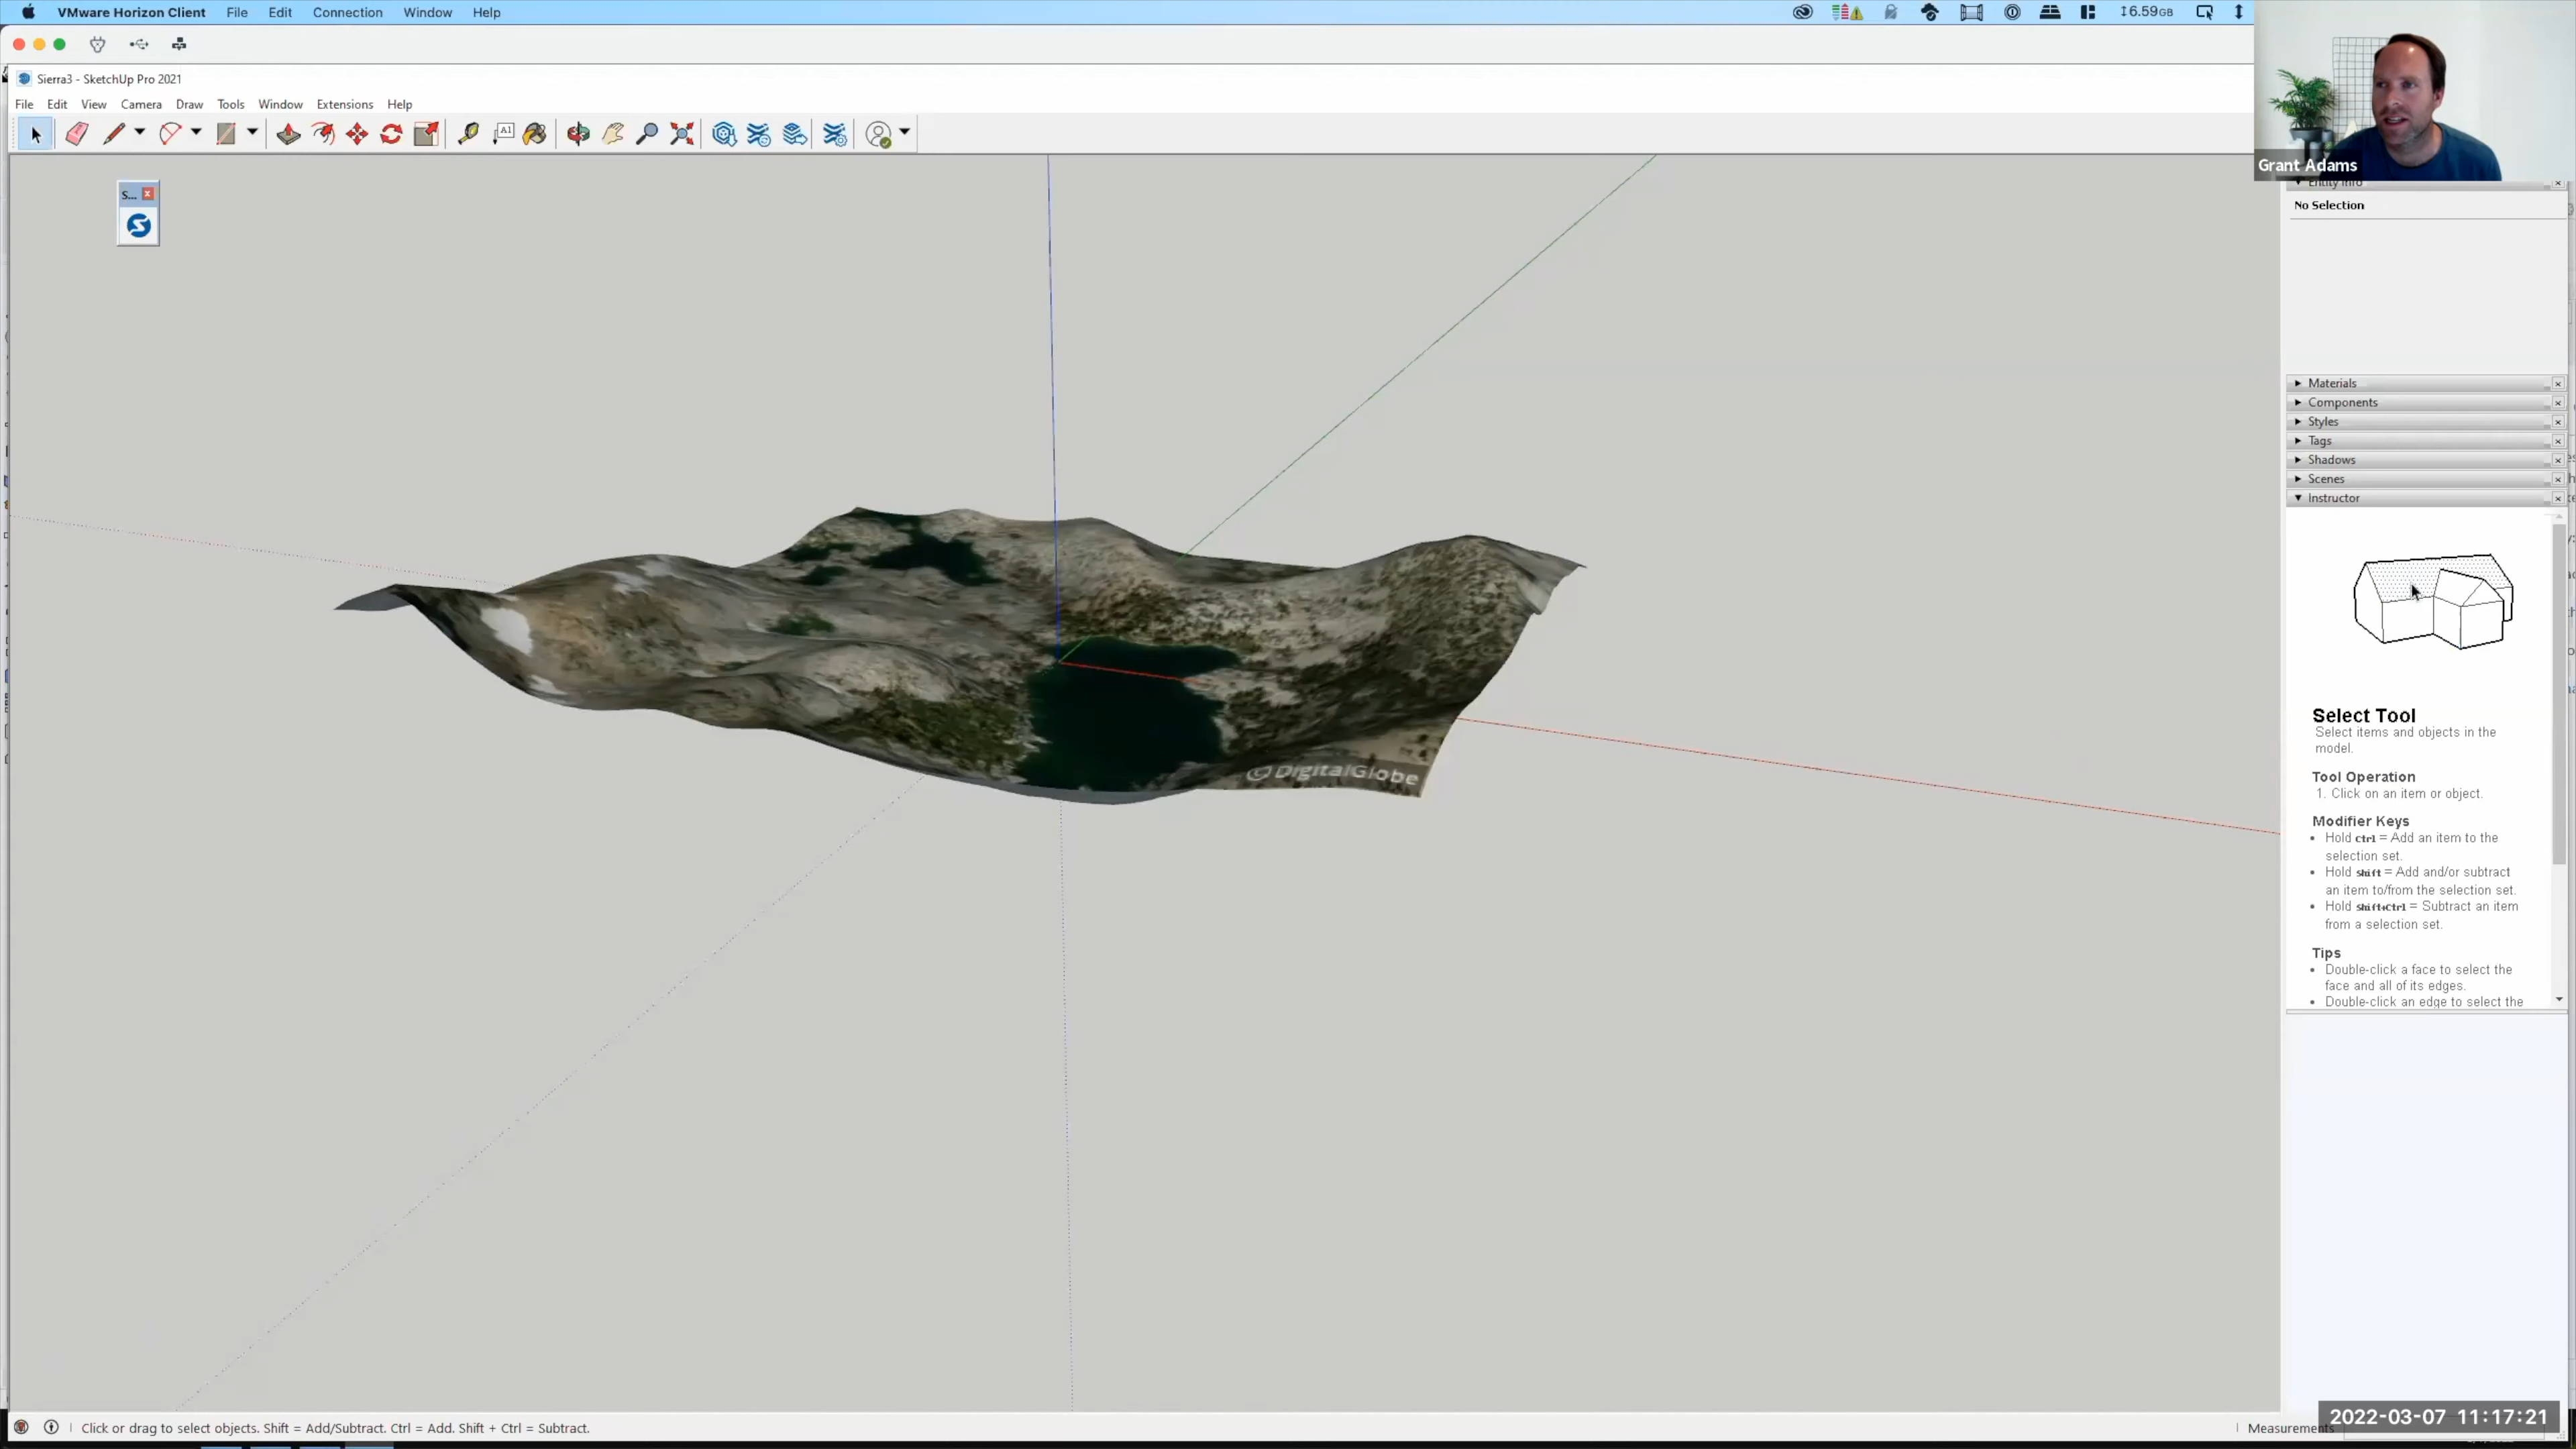 VMware Horizon Client File Edit Connection Window Help
6.59GB
Sierra3 - SketchUp Pro 2021
File Edit View Camera Draw Tools Window Extensions Help
A1
Grant Adams
S...
Entity Info
No Selection
Materials
Components
Styles
Tags
Shadows
Scenes
Instructor
Select Tool
Select items and objects in the
model.
Tool Operation
1. Click on an item or object.
Modifier Keys
• Hold Ctrl = Add an item to the
selection set.
• Hold Shift = Add and/or subtract
an item to/from the selection set.
• Hold Shift+Ctrl = Subtract an item
from a selection set.
Tips
• Double-click a face to select the
face and all of its edges.
• Double-click an edge to select the
© DigitalGlobe
Click or drag to select objects. Shift = Add/Subtract. Ctrl = Add. Shift + Ctrl = Subtract.
Measurements
2022-03-07 11:17:21